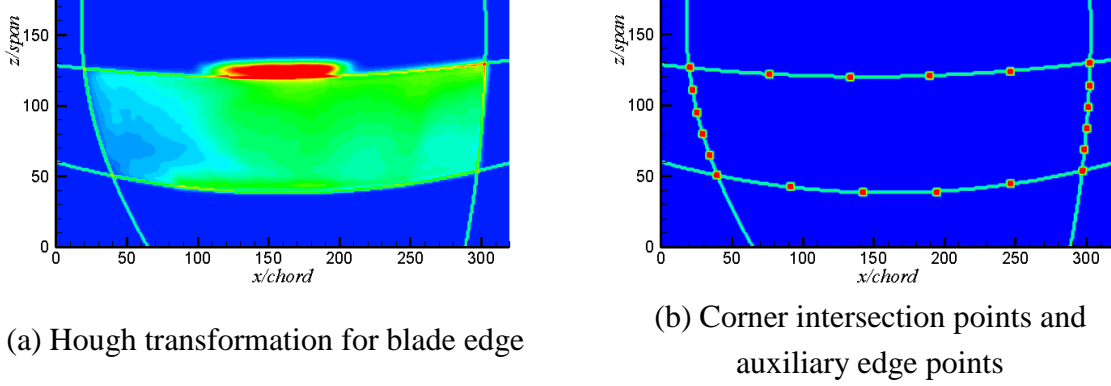 z/span
150
100
50
0
0 50 100 150 200 250 300
x/chord
z/span
150
100
50
0
0 50 100 150 200 250 300
x/chord
(a) Hough transformation for blade edge
(b) Corner intersection points and
auxiliary edge points